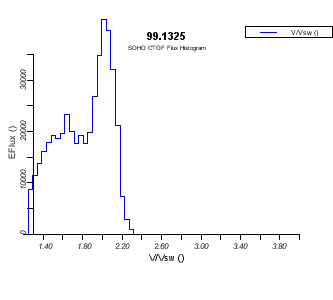 99.1325
SOHO CTOF Flux Histogram
V/Vsw ()
EFlux ()
30000
20000
10000
0
1.40 1.80 2.20 2.60 3.00 3.40 3.80
V/Vsw ()